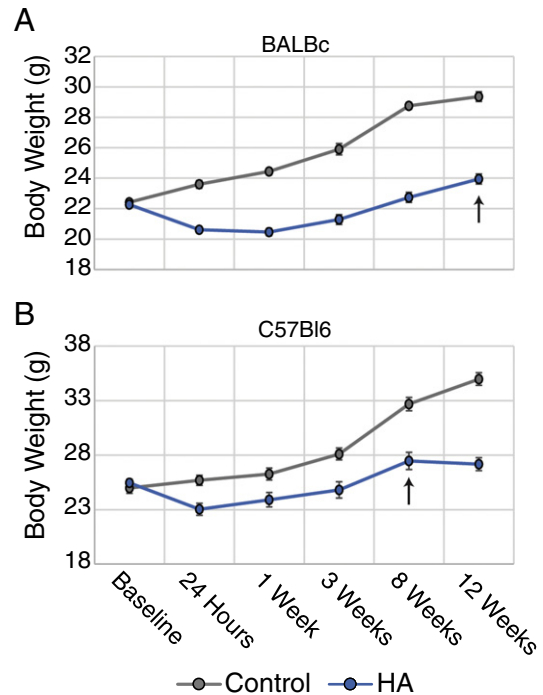 A
BALBc
Body Weight (g)
32
30
28
26
24
22
20
18
B
C57Bl6
Body Weight (g)
38
33
28
23
18
Baseline
24 Hours
1 Week
3 Weeks
8 Weeks
12 Weeks
Control
HA